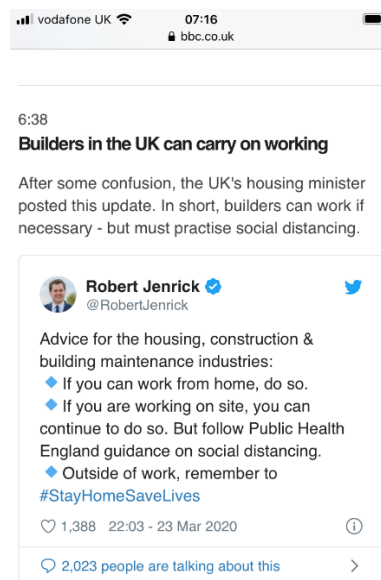 vodafone UK 07:16
bbc.co.uk
6:38
Builders in the UK can carry on working
After some confusion, the UK's housing minister
posted this update. In short, builders can work if
necessary - but must practise social distancing.
Robert Jenrick
@RobertJenrick
Advice for the housing, construction &
building maintenance industries:
🔹 If you can work from home, do so.
🔹 If you are working on site, you can
continue to do so. But follow Public Health
England guidance on social distancing.
🔹 Outside of work, remember to
#StayHomeSaveLives
1,388 22:03 - 23 Mar 2020
2,023 people are talking about this